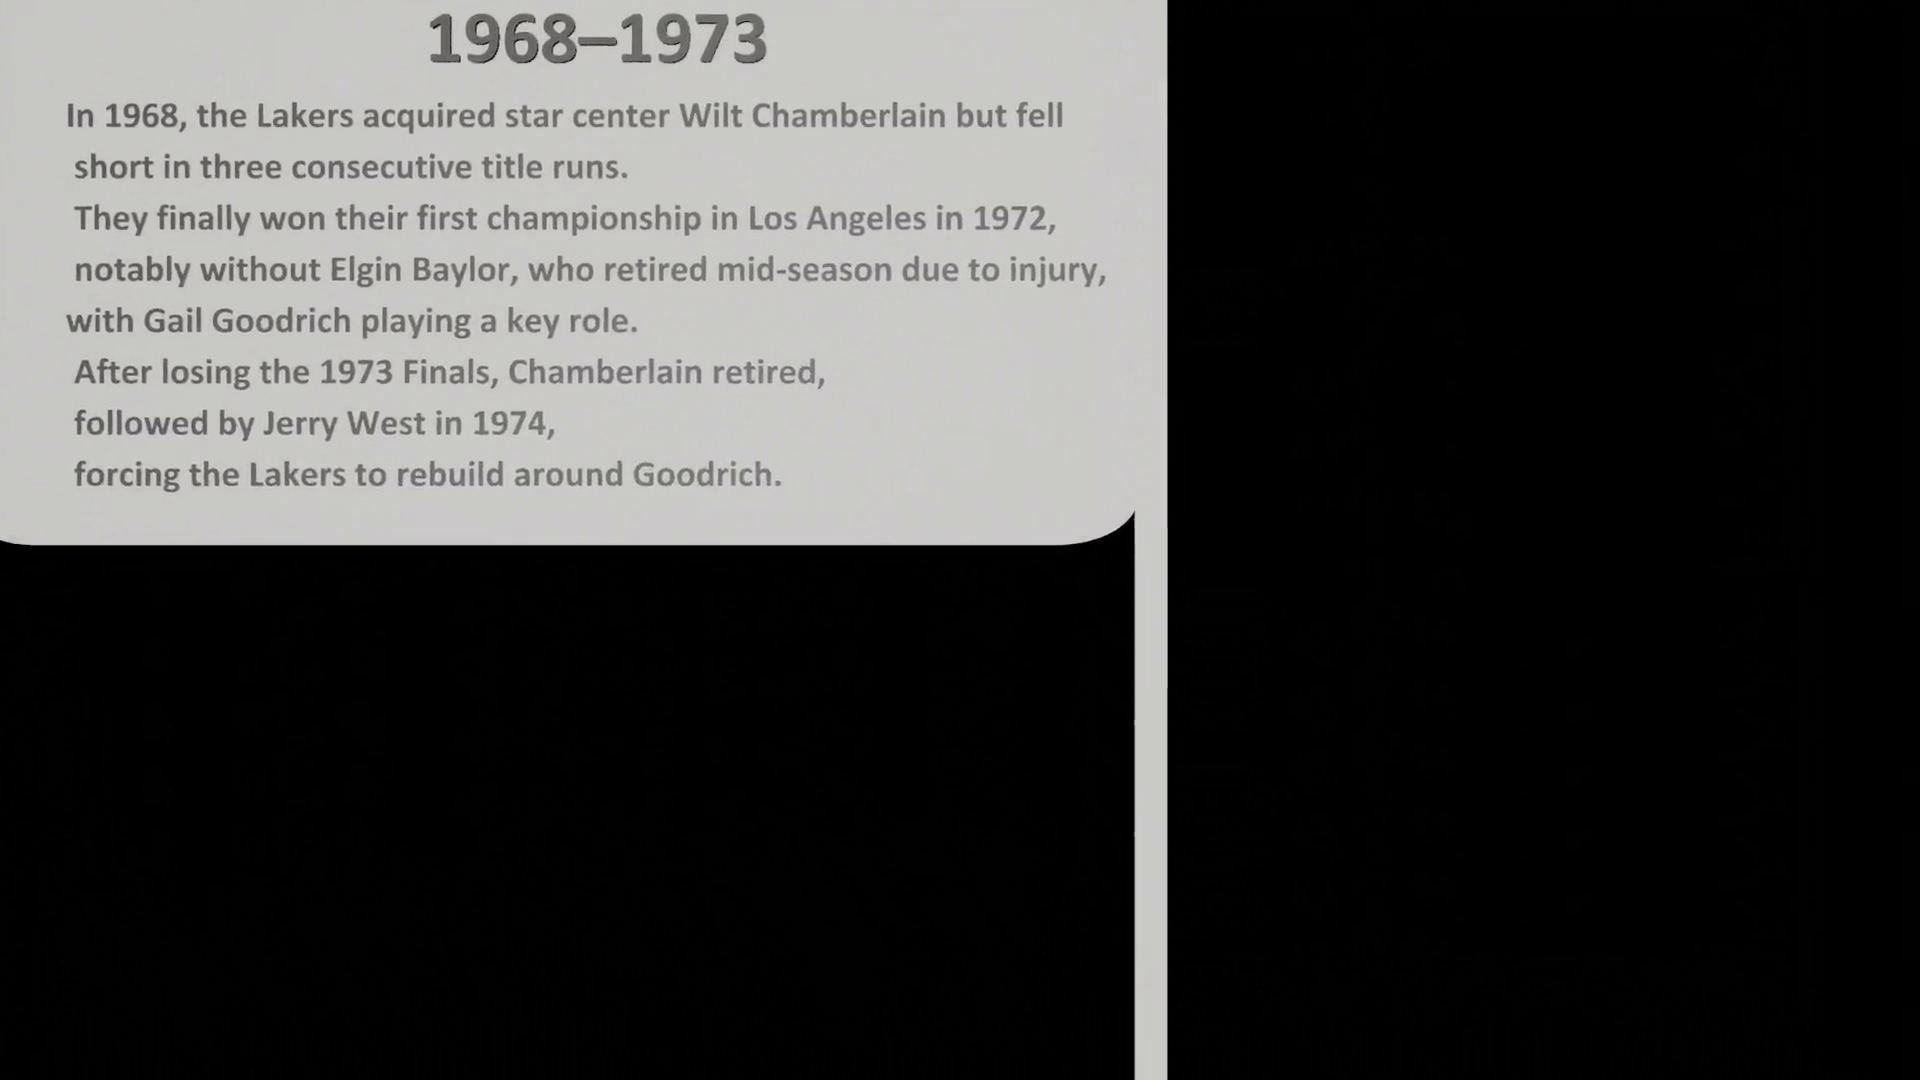 1968–1973
In 1968, the Lakers acquired star center Wilt Chamberlain but fell
short in three consecutive title runs.
They finally won their first championship in Los Angeles in 1972,
notably without Elgin Baylor, who retired mid-season due to injury,
with Gail Goodrich playing a key role.
After losing the 1973 Finals, Chamberlain retired,
followed by Jerry West in 1974,
forcing the Lakers to rebuild around Goodrich.